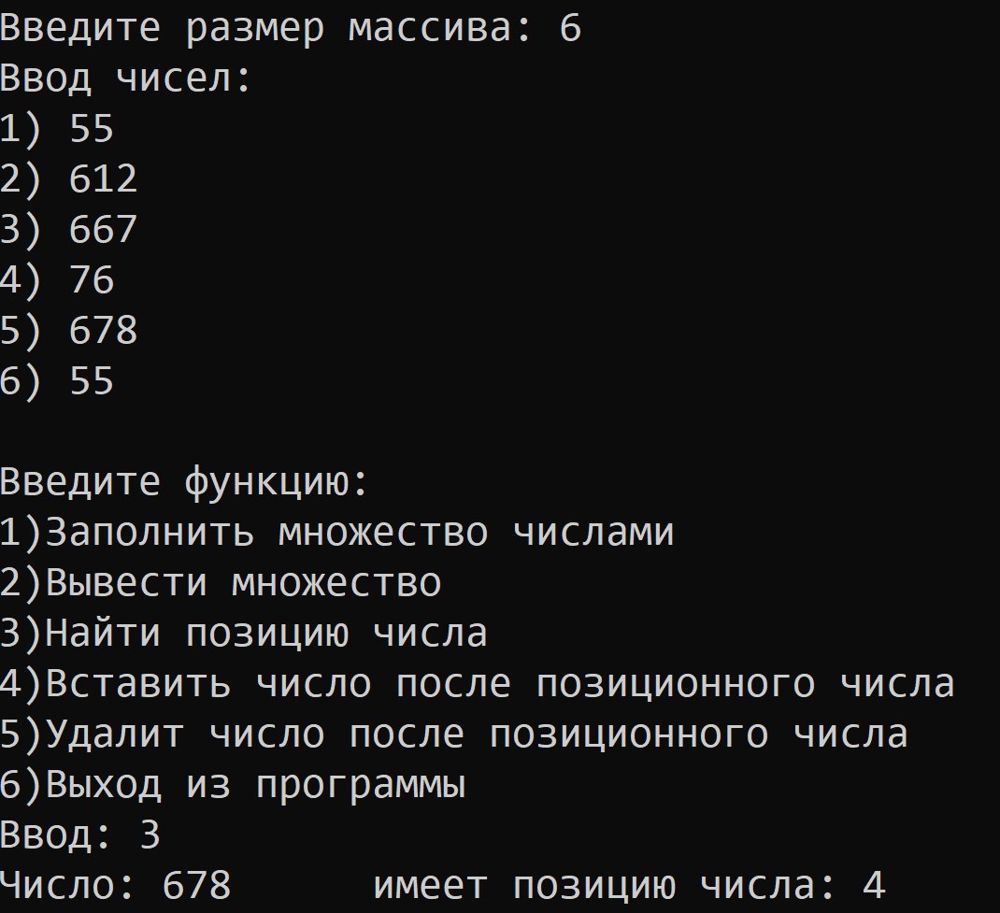 Введите размер массива: 6
Ввод чисел:
1) 55
2) 612
3) 667
4) 76
5) 678
6) 55
Введите функцию:
1)Заполнить множество числами
2)Вывести множество
3)Найти позицию числа
4)Вставить число после позиционного числа
5)Удалит число после позиционного числа
6)Выход из программы
Ввод: 3
Число: 678      имеет позицию числа: 4